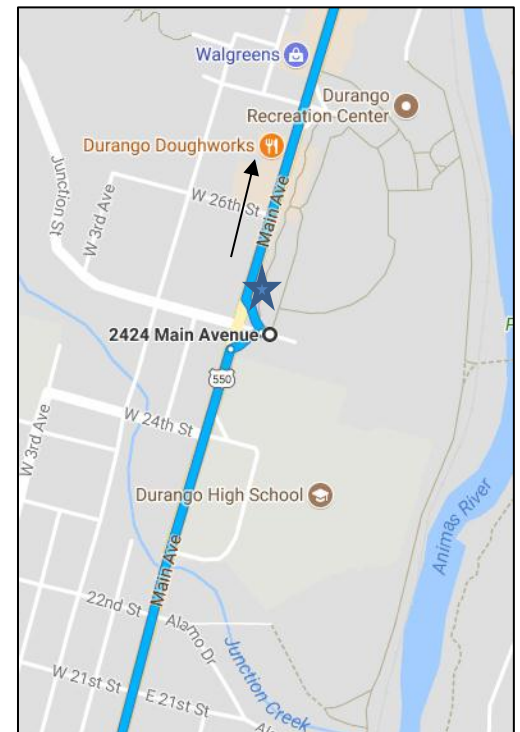 Walgreens
Durango
Recreation Center
Durango Doughworks
Junction St
W 3rd Ave
W 26th St
Main Ave
2424 Main Avenue
550
W 24th St
W 3rd Ave
Durango High School
Animas River
Main Ave
22nd St
Alamo Dr
Junction Creek
W 21st St
E 21st St